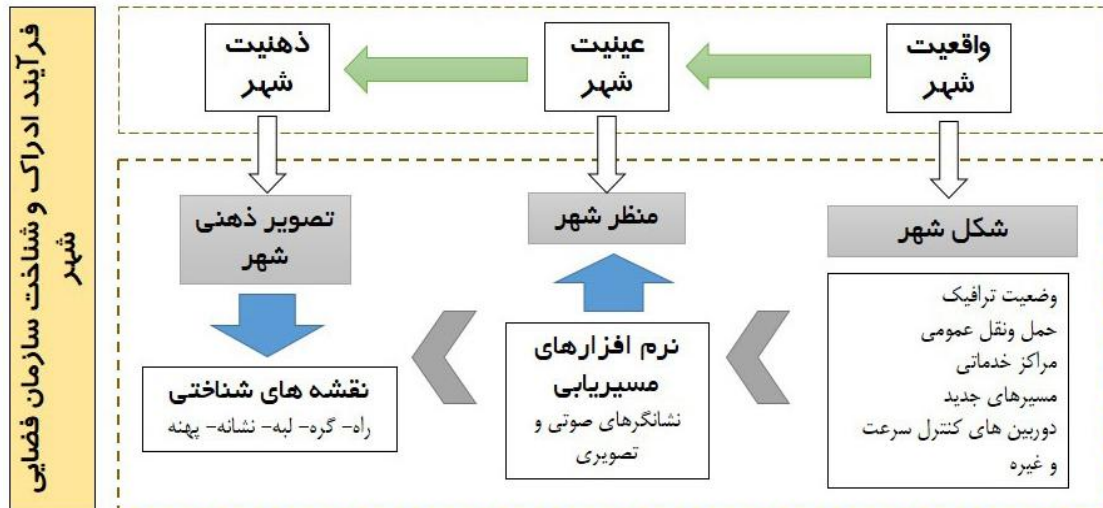 فرآیند ادراک و شناخت سازمان فضایی
شهر
واقعیت
شهر
عینیت
شهر
ذهنیت
شهر
شکل شهر
منظر شهر
تصویر ذهنی
شهر
وضعیت ترافیک
حمل ونقل عمومی
مراکز خدماتی
مسیرهای جدید
دوربین های کنترل سرعت
و غیره
نرم افزارهای
مسیریابی
نشانگرهای صوتی و
تصویری
نقشه های شناختی
راه- گره- لبه- نشانه- پهنه